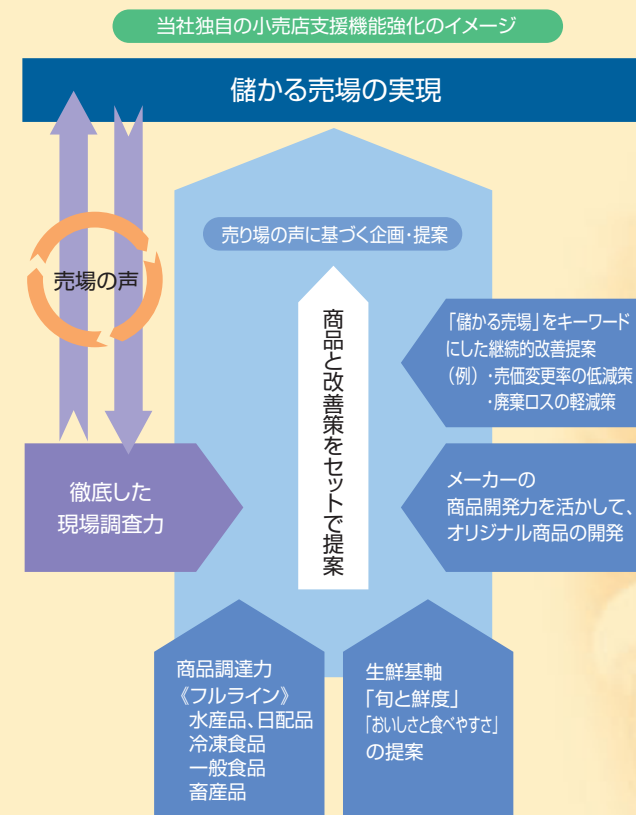 当社独自の小売店支援機能強化のイメージ
儲かる売場の実現
売り場の声に基づく企画・提案
売場の声
商品と改善策をセットで提案
「儲かる売場」をキーワード
にした継続的改善提案
（例）・売価変更率の低減策
・廃棄ロスの軽減策
徹底した
現場調査力
メーカーの
商品開発力を活かして、
オリジナル商品の開発
商品調達力
《フルライン》
水産品、日配品
冷凍食品
一般食品
畜産品
生鮮基軸
「旬と鮮度」
「おいしさと食べやすさ」
の提案